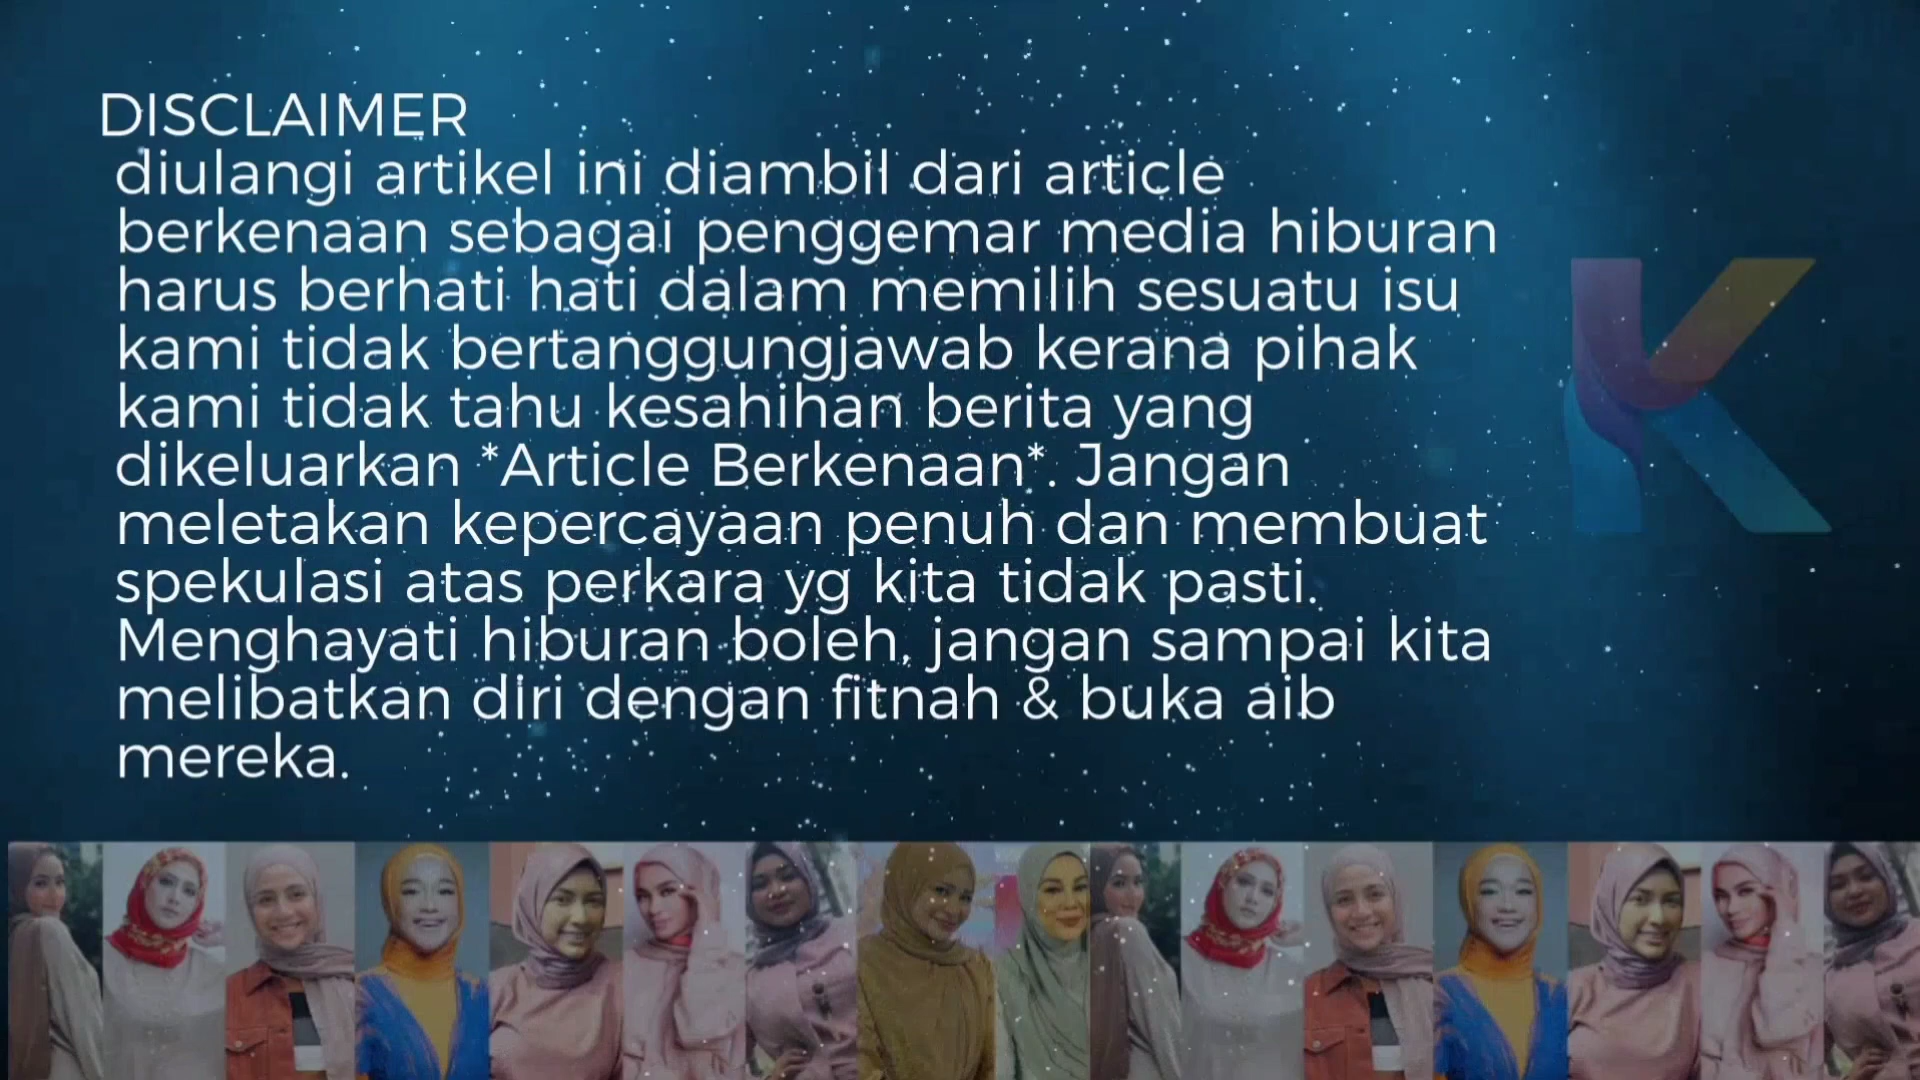 DISCLAIMER
diulangi artikel ini diambil dari article
berkenaan sebagai penggemar media hiburan
harus berhati hati dalam memilih sesuatu isu
kami tidak bertanggungjawab kerana pihak
kami tidak tahu kesahihan berita yang
dikeluarkan *Article Berkenaan*. Jangan
meletakan kepercayaan penuh dan membuat
spekulasi atas perkara yg kita tidak pasti.
Menghayati hiburan boleh, jangan sampai kita
melibatkan diri dengan fitnah & buka aib
mereka.
K